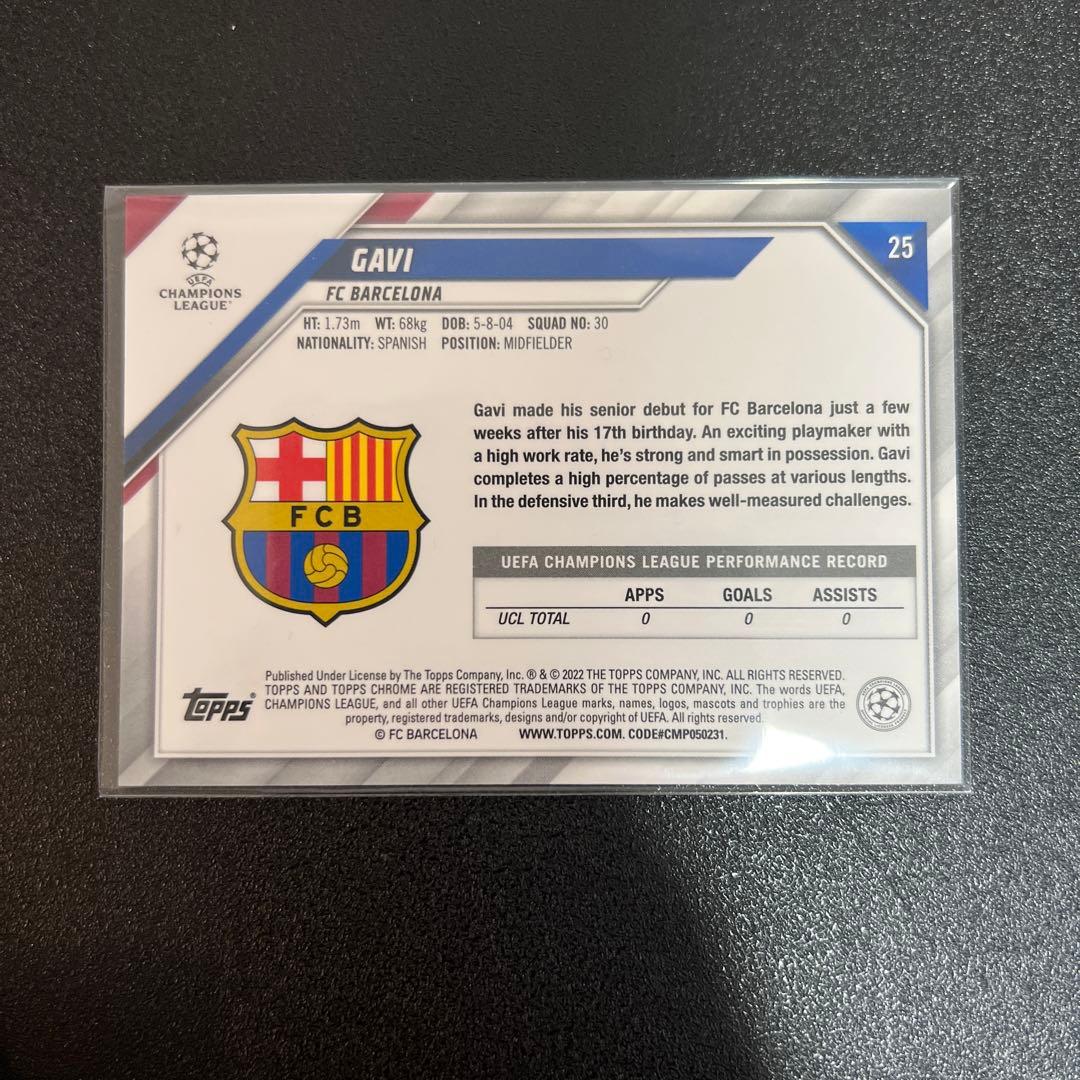 25
UEFA
CHAMPIONS
LEAGUE
GAVI
FC BARCELONA
HT: 1.73m WT: 68kg DOB: 5-8-04 SQUAD NO: 30
NATIONALITY: SPANISH POSITION: MIDFIELDER
Gavi made his senior debut for FC Barcelona just a few
weeks after his 17th birthday. An exciting playmaker with
a high work rate, he's strong and smart in possession. Gavi
completes a high percentage of passes at various lengths.
In the defensive third, he makes well-measured challenges.
FCB
UEFA CHAMPIONS LEAGUE PERFORMANCE RECORD
APPS GOALS ASSISTS
UCL TOTAL 0 0 0
Published Under License by The Topps Company, Inc. ® & © 2022 THE TOPPS COMPANY, INC. ALL RIGHTS RESERVED.
TOPPS AND TOPPS CHROME ARE REGISTERED TRADEMARKS OF THE TOPPS COMPANY, INC. The words UEFA,
CHAMPIONS LEAGUE, and all other UEFA Champions League marks, names, logos, mascots and trophies are the
property, registered trademarks, designs and/or copyright of UEFA. All rights reserved.
© FC BARCELONA WWW.TOPPS.COM. CODE#CMP050231.
Topps®